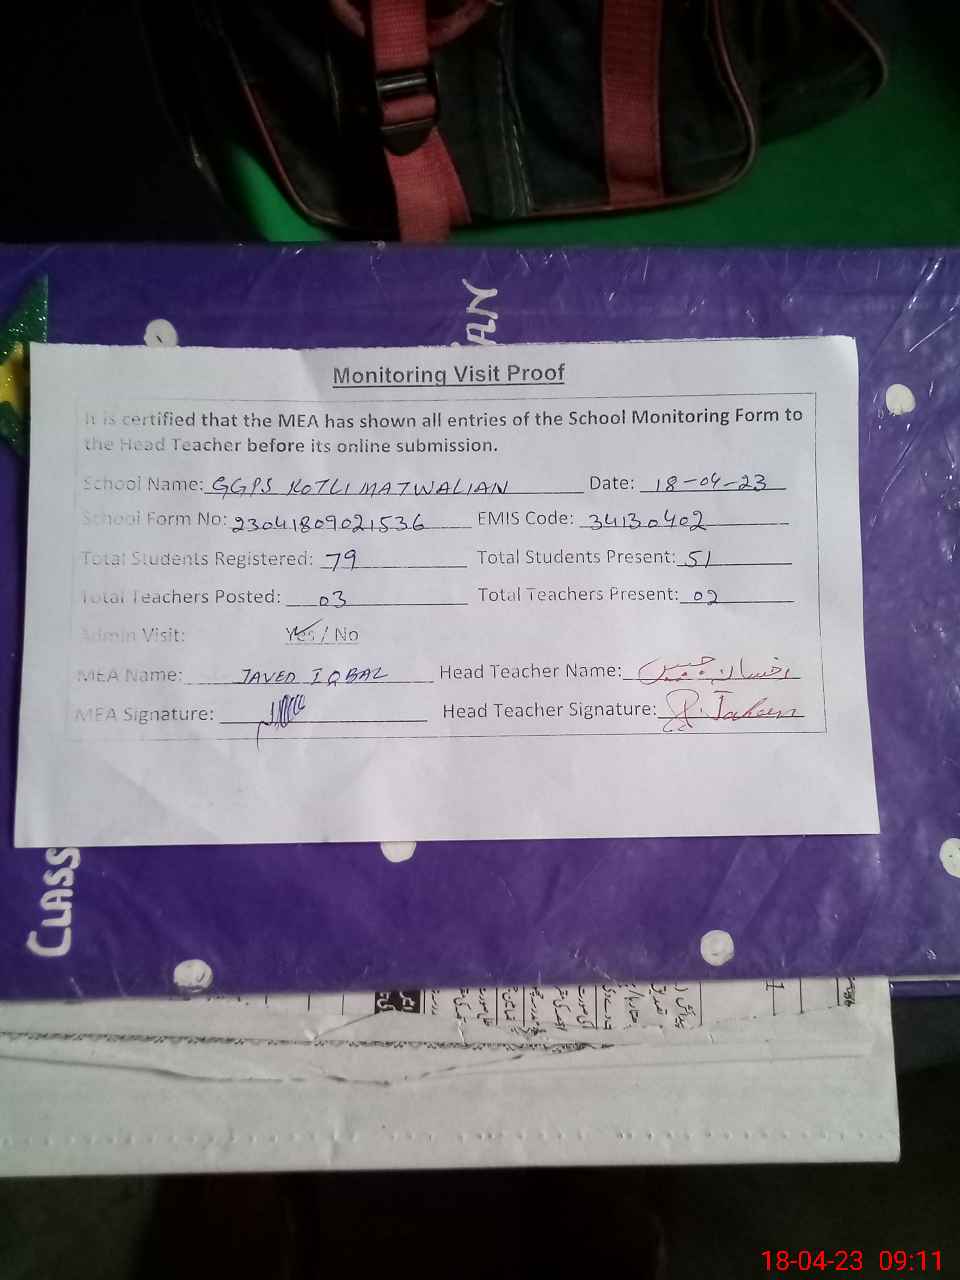 AN
Monitoring Visit Proof
It is certified that the MEA has shown all entries of the School Monitoring Form to
the Head Teacher before its online submission.
School Name: GGPS KOTLI MATWALIAN Date: 18-04-23
School Form No: 23041809021536 EMIS Code: 34130402
Total Students Registered: 79 Total Students Present: 51
Total Teachers Posted: 03 Total Teachers Present: 02
Admin Visit: Yes / No
MEA Name: JAVED IQBAL Head Teacher Name:
MEA Signature: Head Teacher Signature:
CLASS
18-04-23 09:11